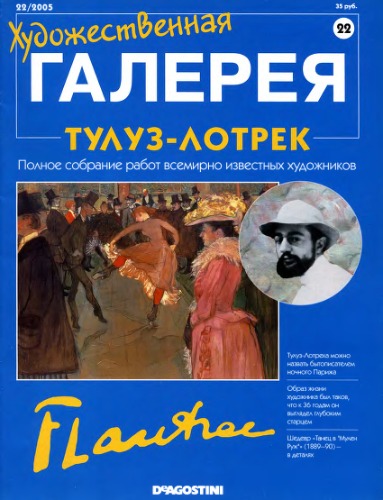 22/2005
35 руб.
Художественная
22
ГАЛЕРЕЯ
ТУЛУЗ-ЛОТРЕК
Полное собрание работ всемирно известных художников
Тулуз-Лотрека можно
назвать бытописателем
ночного Парижа
Образ жизни
художника был таков,
что к 36 годам он
выглядел глубоким
старцем
Шедевр «Танец в "Мулен
Руж"» (1889–90) –
в деталях
DEAGOSTINI